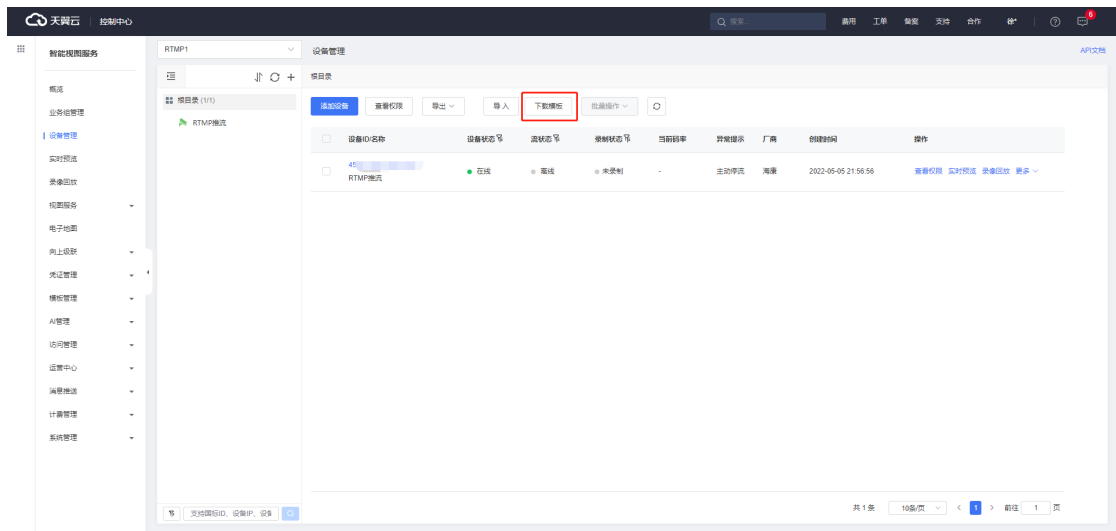 天翼云 控制中心 搜索... 费用 工单 备案 支持 合作 徐* 6
智能视图服务 RTMP1 设备管理 API文档
概览
业务组管理
设备管理
实时预览
录像回放
视图服务
电子地图
向上级联
凭证管理
模板管理
AI管理
访问管理
运营中心
消息推送
计费管理
系统管理
根目录 (1/1)
RTMP推流
根目录
添加设备 查看权限 导出 导入 下载模板 批量操作
设备ID/名称 设备状态 流状态 录制状态 当前码率 异常提示 厂商 创建时间 操作
45
RTMP推流 在线 离线 未录制 - 主动停流 海康 2022-05-05 21:56:56 查看权限 实时预览 录像回放 更多
支持国标ID、设备IP、设备
共 1 条 10条/页 1 前往 1 页